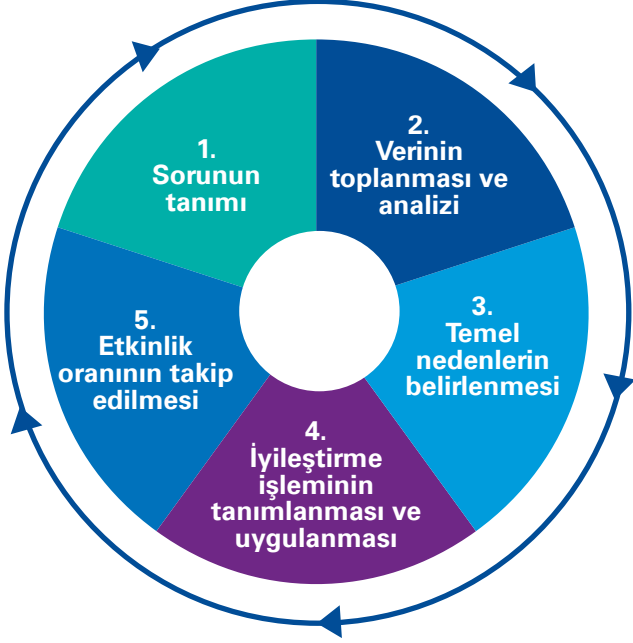 1.
Sorunun
tanımı
2.
Verinin
toplanması ve
analizi
3.
Temel
nedenlerin
belirlenmesi
4.
İyileştirme
işleminin
tanımlanması ve
uygulanması
5.
Etkinlik
oranının takip
edilmesi